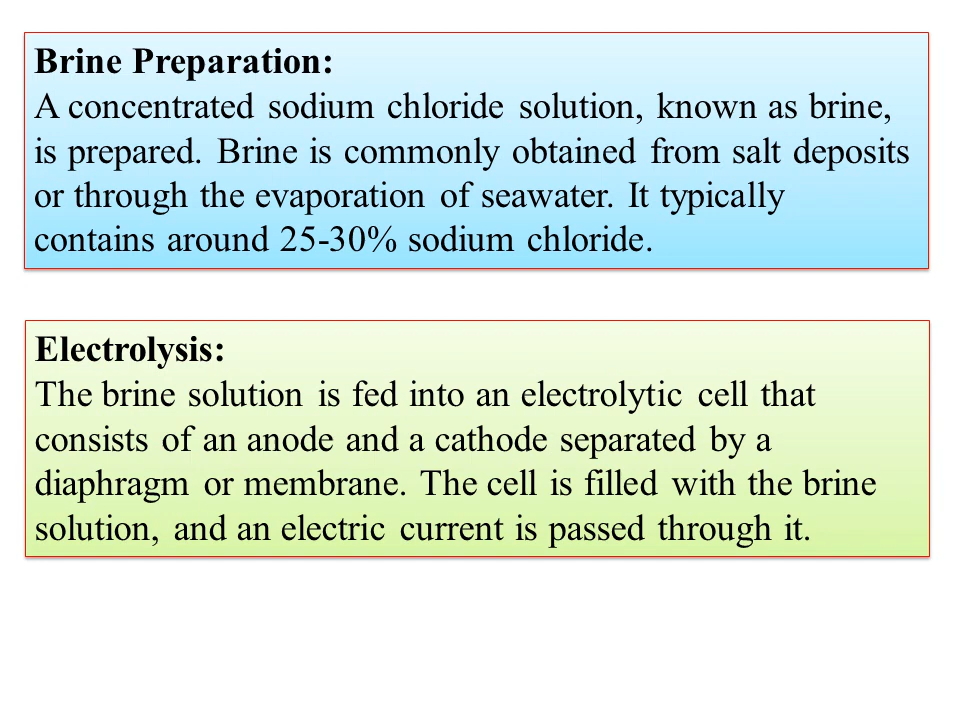 Brine Preparation:
A concentrated sodium chloride solution, known as brine,
is prepared. Brine is commonly obtained from salt deposits
or through the evaporation of seawater. It typically
contains around 25-30% sodium chloride.
Electrolysis:
The brine solution is fed into an electrolytic cell that
consists of an anode and a cathode separated by a
diaphragm or membrane. The cell is filled with the brine
solution, and an electric current is passed through it.